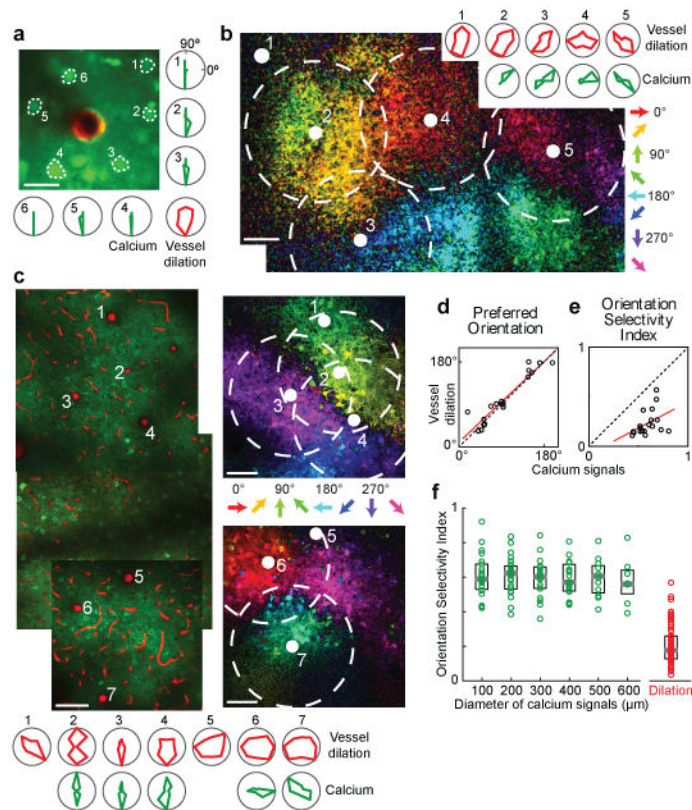 a
90°
0°
1
2
3
4
5
6
1
2
3
6
5
4
Calcium
Vessel
dilation
b
1
2
3
4
5
Vessel
dilation
Calcium
1
2
3
4
5
0°
90°
180°
270°
c
1
2
3
4
5
6
7
1
2
3
4
0°
90°
180°
270°
5
6
7
1
2
3
4
5
6
7
Vessel
dilation
Calcium
d
Preferred
Orientation
Vessel
dilation
180°
0°
0°
180°
Calcium signals
e
Orientation
Selectivity
Index
1
0
0
1
f
Orientation Selectivity Index
1
0
100 200 300 400 500 600
Diameter of calcium signals (µm)
Dilation